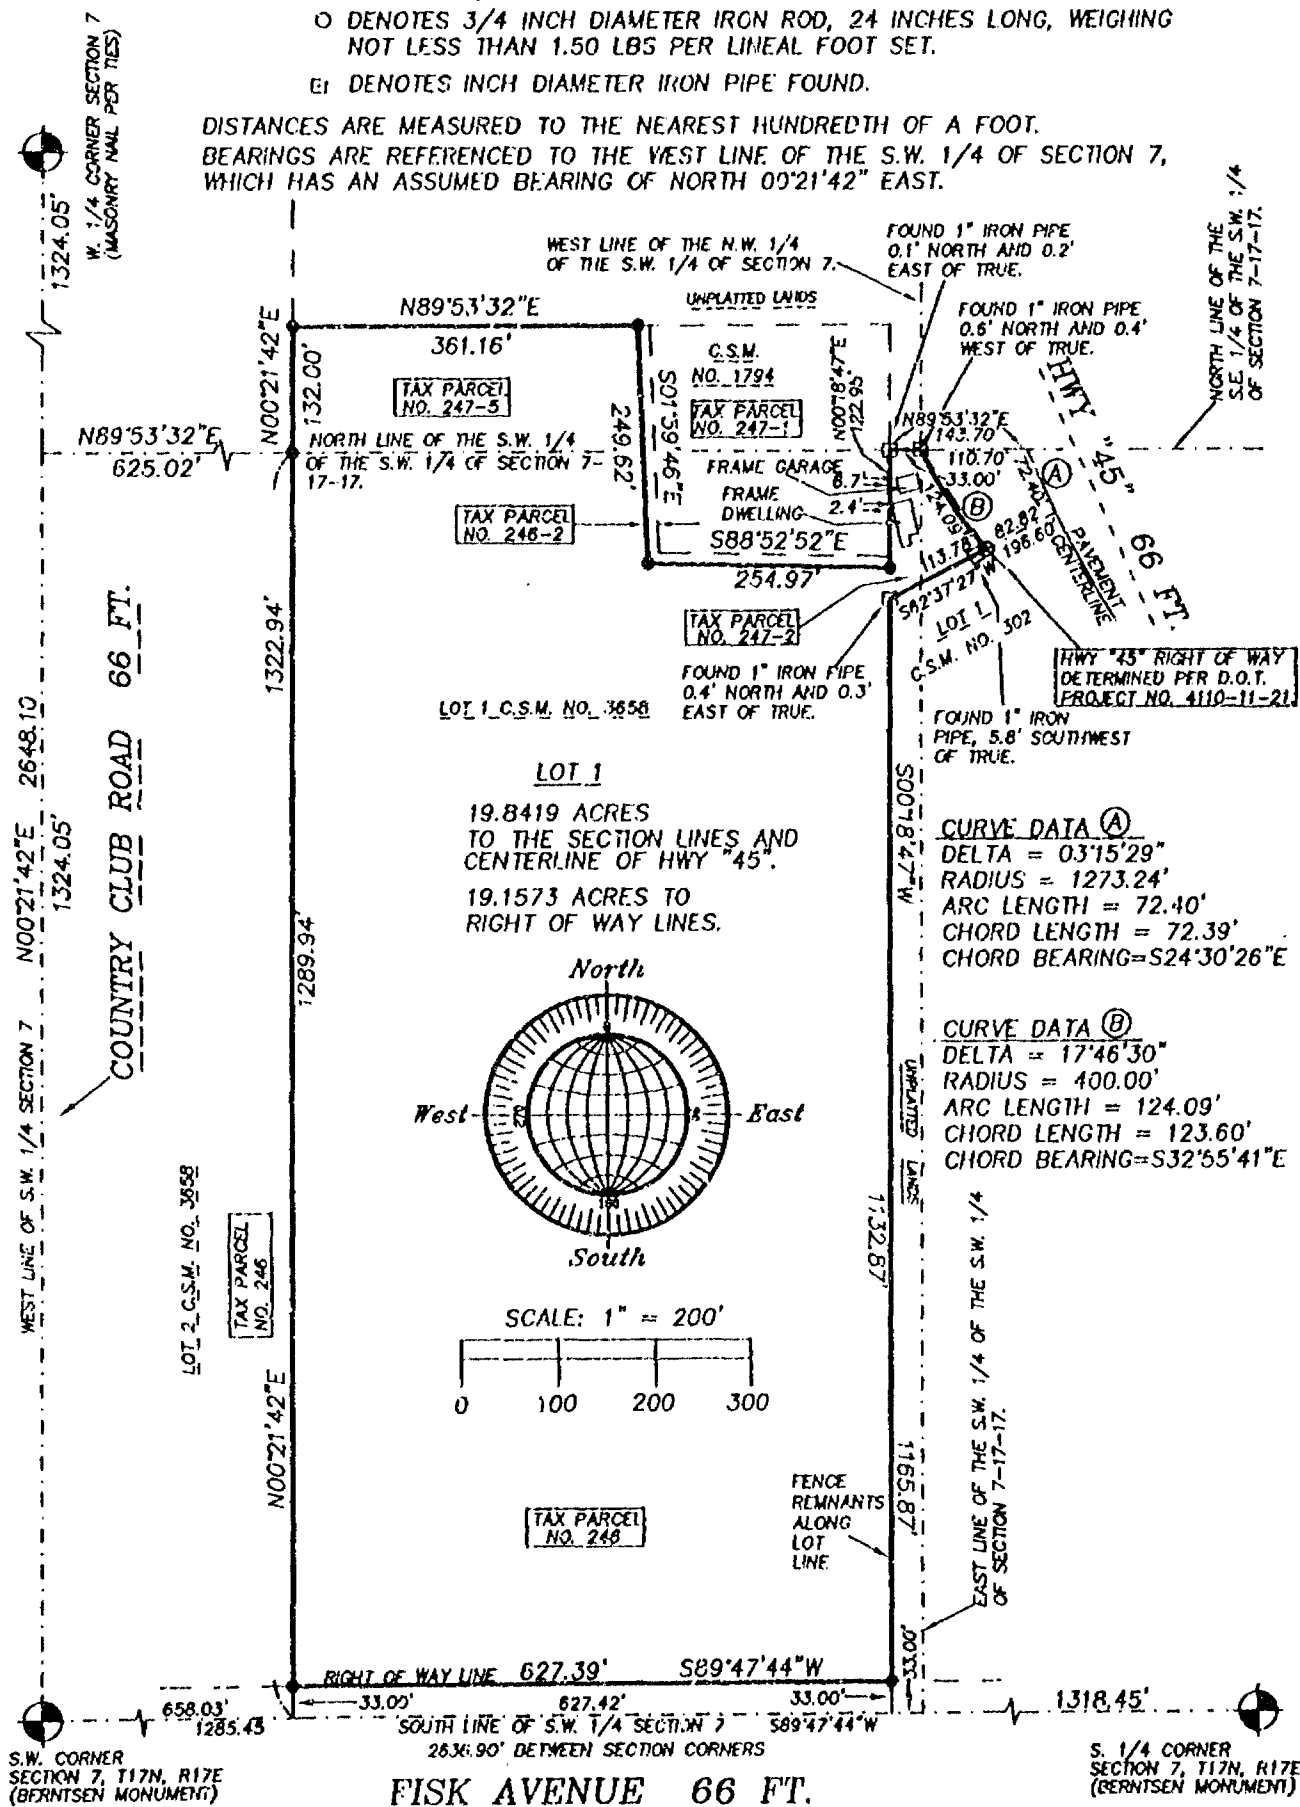 O DENOTES 3/4 INCH DIAMETER IRON ROD, 24 INCHES LONG, WEIGHING
NOT LESS THAN 1.50 LBS PER LINEAL FOOT SET.
DENOTES INCH DIAMETER IRON PIPE FOUND.
DISTANCES ARE MEASURED TO THE NEAREST HUNDREDTH OF A FOOT.
BEARINGS ARE REFERENCED TO THE WEST LINE OF THE S.W. 1/4 OF SECTION 7,
WHICH HAS AN ASSUMED BEARING OF NORTH 00°21'42" EAST.
W. 1/4 CORNER SECTION 7
(MASONRY NAIL PER TIES)
1324.05'
WEST LINE OF THE N.W. 1/4
OF THE S.W. 1/4 OF SECTION 7.
FOUND 1" IRON PIPE
0.1' NORTH AND 0.2'
EAST OF TRUE.
NORTH LINE OF THE
S.E. 1/4 OF THE S.W. 1/4
OF SECTION 7-17-17.
UNPLATTED LANDS
FOUND 1" IRON PIPE
0.6' NORTH AND 0.4'
WEST OF TRUE.
N89°53'32"E
361.16'
N00°21'42"E
132.00'
TAX PARCEL
NO. 247-5
C.S.M.
NO. 1794
TAX PARCEL
NO. 247-1
S01°59'46"E
249.62'
N00°18'47"E
122.95'
HWY "45" 66 FT.
N89°53'32"E
625.02'
NORTH LINE OF THE S.W. 1/4
OF THE S.W. 1/4 OF SECTION 7-
17-17.
N89°53'32"E
143.70'
110.70'
33.00'
72.40'
A
B
124.09'
FRAME GARAGE
6.7'
FRAME
DWELLING
2.4'
TAX PARCEL
NO. 246-2
S88°52'52"E
254.97'
113.78'
82.82'
196.60'
S62°37'27"W
PAVEMENT
CENTERLINE
TAX PARCEL
NO. 247-2
LOT 1
C.S.M. NO. 302
HWY "45" RIGHT OF WAY
DETERMINED PER D.O.T.
PROJECT NO. 4110-11-21
FOUND 1" IRON PIPE
0.4' NORTH AND 0.3'
EAST OF TRUE.
FOUND 1" IRON
PIPE, 5.8' SOUTHWEST
OF TRUE.
1322.94'
COUNTRY CLUB ROAD 66 FT.
WEST LINE OF S.W. 1/4 SECTION 7 N00°21'42"E 2648.10
1324.05'
LOT 1 C.S.M. NO. 3658
LOT 1
19.8419 ACRES
TO THE SECTION LINES AND
CENTERLINE OF HWY "45".
19.1573 ACRES TO
RIGHT OF WAY LINES.
S00°18'47"W
CURVE DATA A
DELTA = 03°15'29"
RADIUS = 1273.24'
ARC LENGTH = 72.40'
CHORD LENGTH = 72.39'
CHORD BEARING=S24°30'26"E
CURVE DATA B
DELTA = 17°46'30"
RADIUS = 400.00'
ARC LENGTH = 124.09'
CHORD LENGTH = 123.60'
CHORD BEARING=S32°55'41"E
1289.94'
North
West
East
South
0
180
UNPLATTED LANDS
1132.87'
LOT 2 C.S.M. NO. 3658
TAX PARCEL
NO. 246
N00°21'42"E
SCALE: 1" = 200'
0 100 200 300
EAST LINE OF THE S.W. 1/4 OF THE S.W. 1/4
OF SECTION 7-17-17.
1165.87'
TAX PARCEL
NO. 246
FENCE
REMNANTS
ALONG
LOT
LINE
33.00'
RIGHT OF WAY LINE 627.39' S89°47'44"W
658.03'
1285.43
33.00'
627.42'
33.00'
1318.45'
SOUTH LINE OF S.W. 1/4 SECTION 7 S89°47'44"W
2636.90' BETWEEN SECTION CORNERS
S.W. CORNER
SECTION 7, T17N, R17E
(BERNTSEN MONUMENT)
S. 1/4 CORNER
SECTION 7, T17N, R17E
(BERNTSEN MONUMENT)
FISK AVENUE 66 FT.